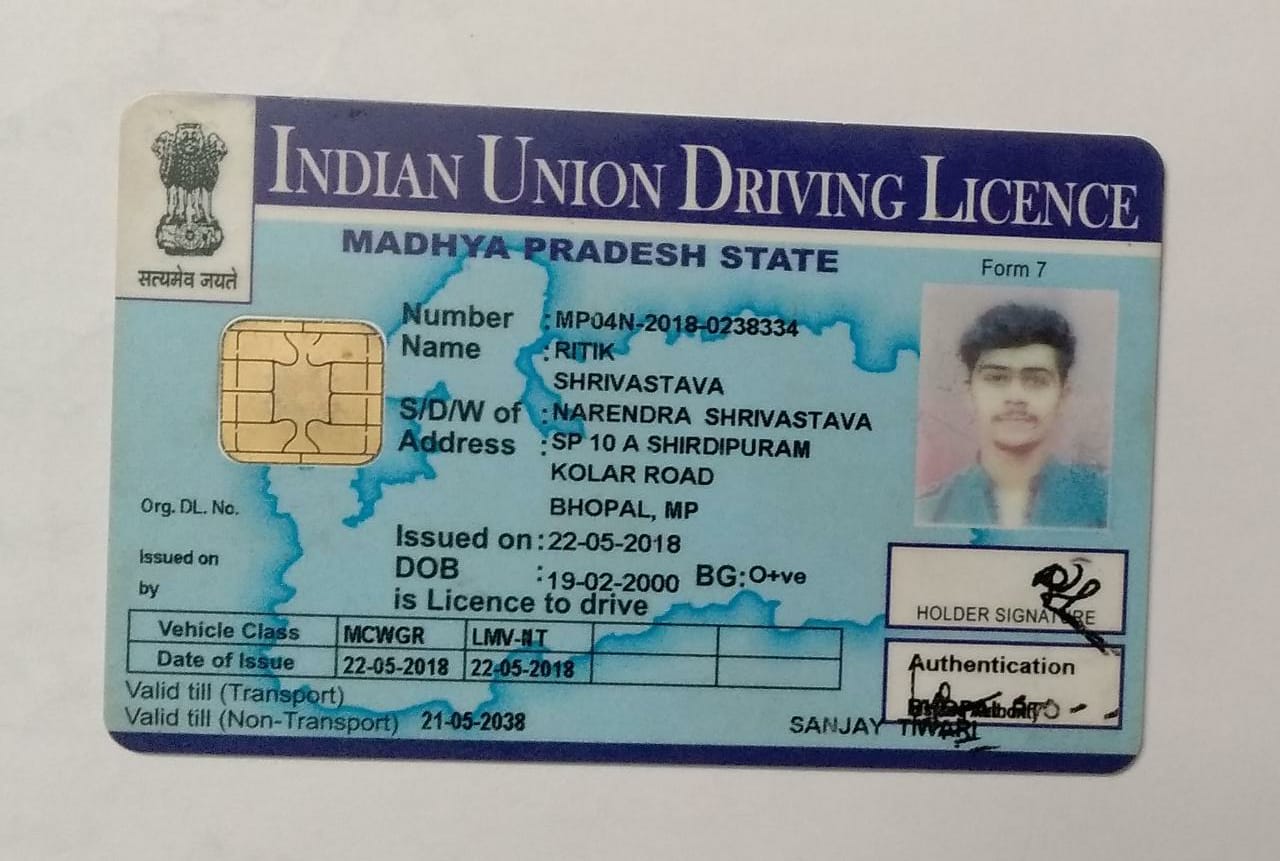 INDIAN UNION DRIVING LICENCE
सत्यमेव जयते
MADHYA PRADESH STATE
Form 7
Number : MP04N-2018-0238334
Name : RITIK
SHRIVASTAVA
S/D/W of : NARENDRA SHRIVASTAVA
Address : SP 10 A SHIRDIPURAM
KOLAR ROAD
BHOPAL, MP
Org. DL. No.
Issued on : 22-05-2018
Issued on
DOB : 19-02-2000 BG: O+ve
by
is Licence to drive
HOLDER SIGNATURE
Vehicle Class MCWGR LMV-NT
Date of Issue 22-05-2018 22-05-2018
Authentication
Valid till (Transport)
Valid till (Non-Transport) 21-05-2038
SANJAY TIWARI